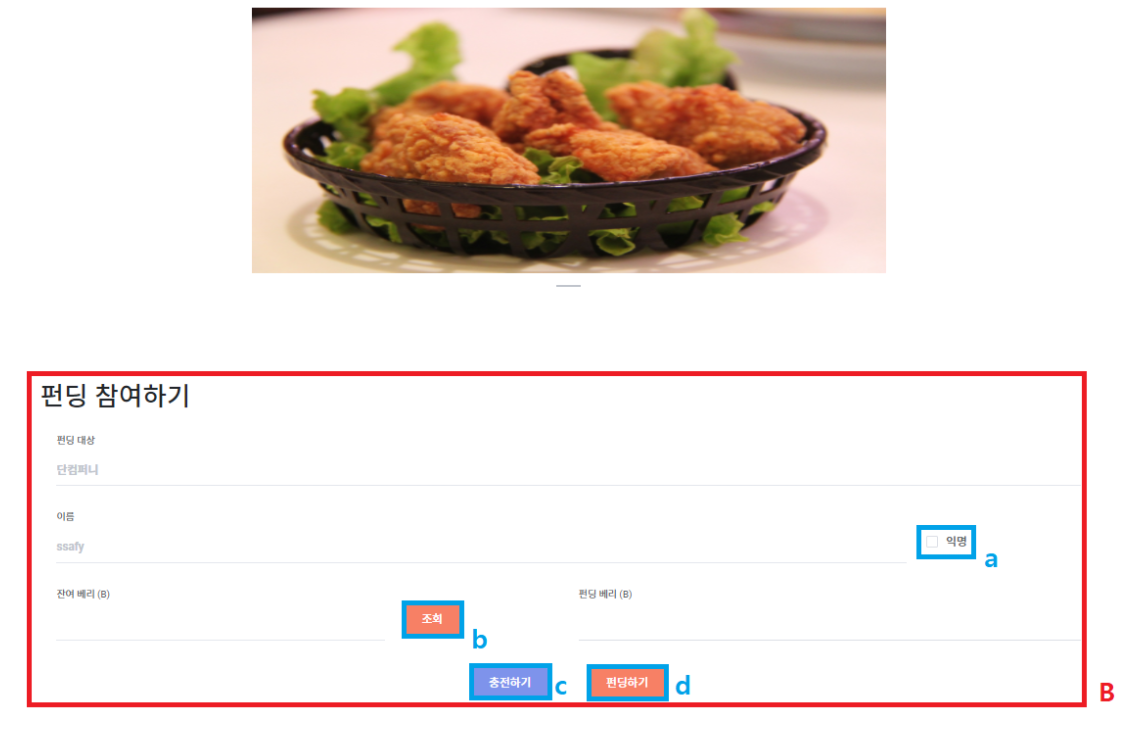 펀딩 참여하기
펀딩 대상
단컴퍼니
이름
ssafy
익명
a
잔여 베리 (B)
조회
b
펀딩 베리 (B)
충전하기
c
펀딩하기
d
B